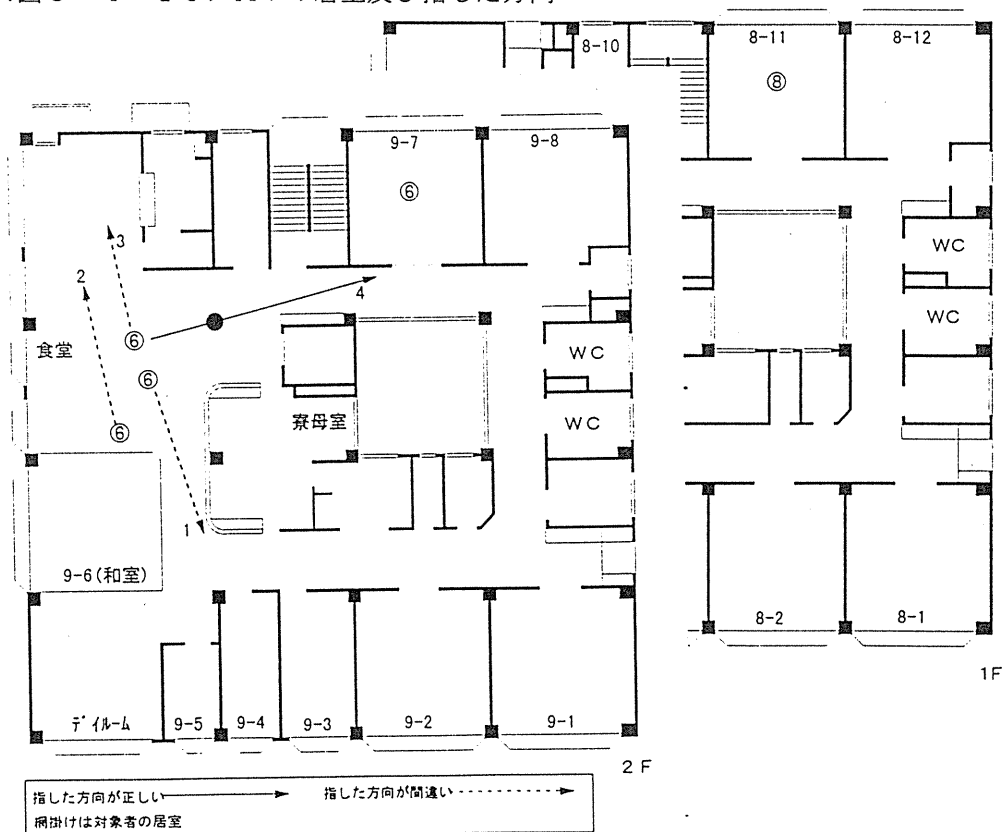 8-10
8-11
8-12
⑧
9-7
9-8
⑥
3
2
4
⑥
食堂
⑥
⑥
1
寮母室
WC
WC
WC
WC
9-6(和室)
8-2
8-1
1F
デイルーム
9-5
9-4
9-3
9-2
9-1
2F
指した方向が正しい
指した方向が間違い
網掛けは対象者の居室